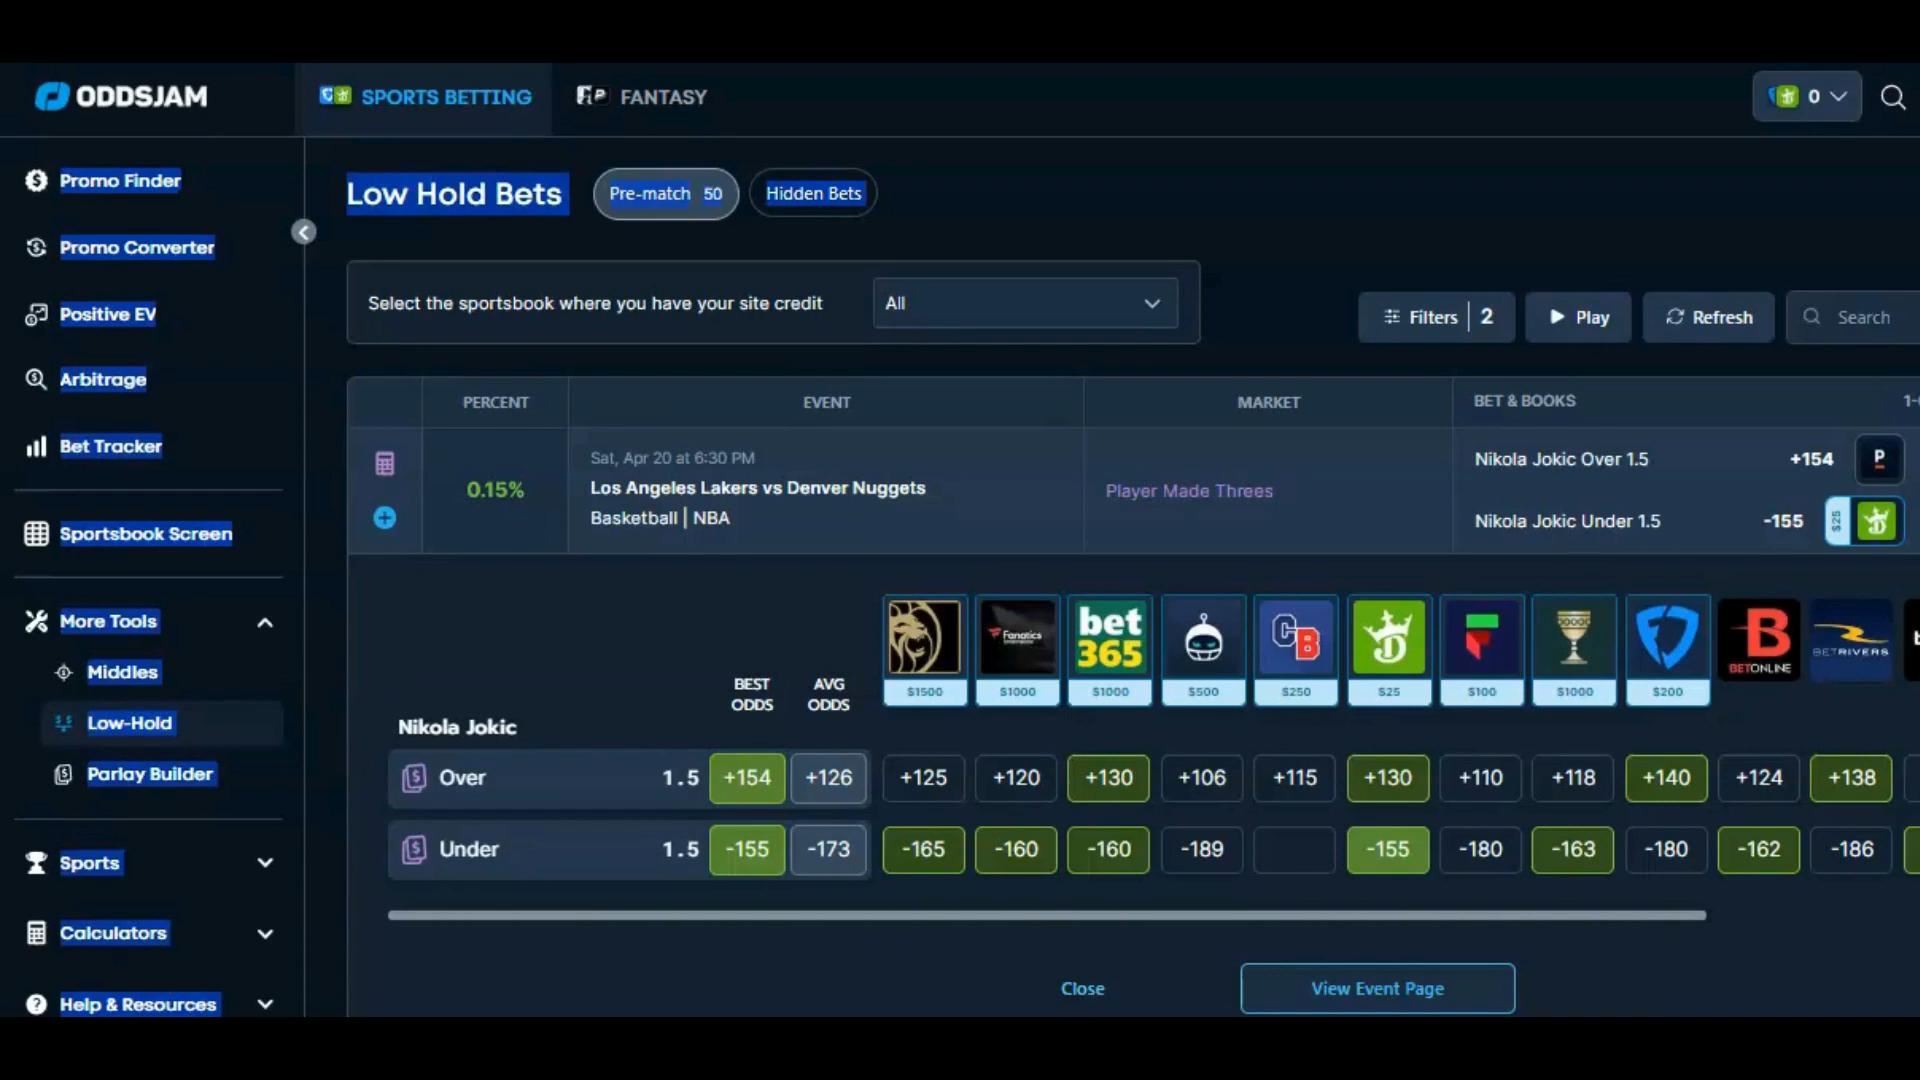 ODDSJAM
SPORTS BETTING
FANTASY
0
Promo Finder
Promo Converter
Positive EV
Arbitrage
Bet Tracker
Sportsbook Screen
More Tools
Middles
Low-Hold
Parlay Builder
Sports
Calculators
Help & Resources
Low Hold Bets
Pre-match 50
Hidden Bets
Select the sportsbook where you have your site credit
All
Filters 2
Play
Refresh
Search
PERCENT
EVENT
MARKET
BET & BOOKS
0.15%
Sat, Apr 20 at 6:30 PM
Los Angeles Lakers vs Denver Nuggets
Basketball | NBA
Player Made Threes
Nikola Jokic Over 1.5 +154 P
Nikola Jokic Under 1.5 -155 $25
BEST ODDS
AVG ODDS
Fanatics
bet365
CB
BETONLINE
BETRIVERS
$1500 $1000 $1000 $500 $250 $25 $100 $1000 $200
Nikola Jokic
Over 1.5 +154 +126 +125 +120 +130 +106 +115 +130 +110 +118 +140 +124 +138
Under 1.5 -155 -173 -165 -160 -160 -189 -155 -180 -163 -180 -162 -186
Close
View Event Page